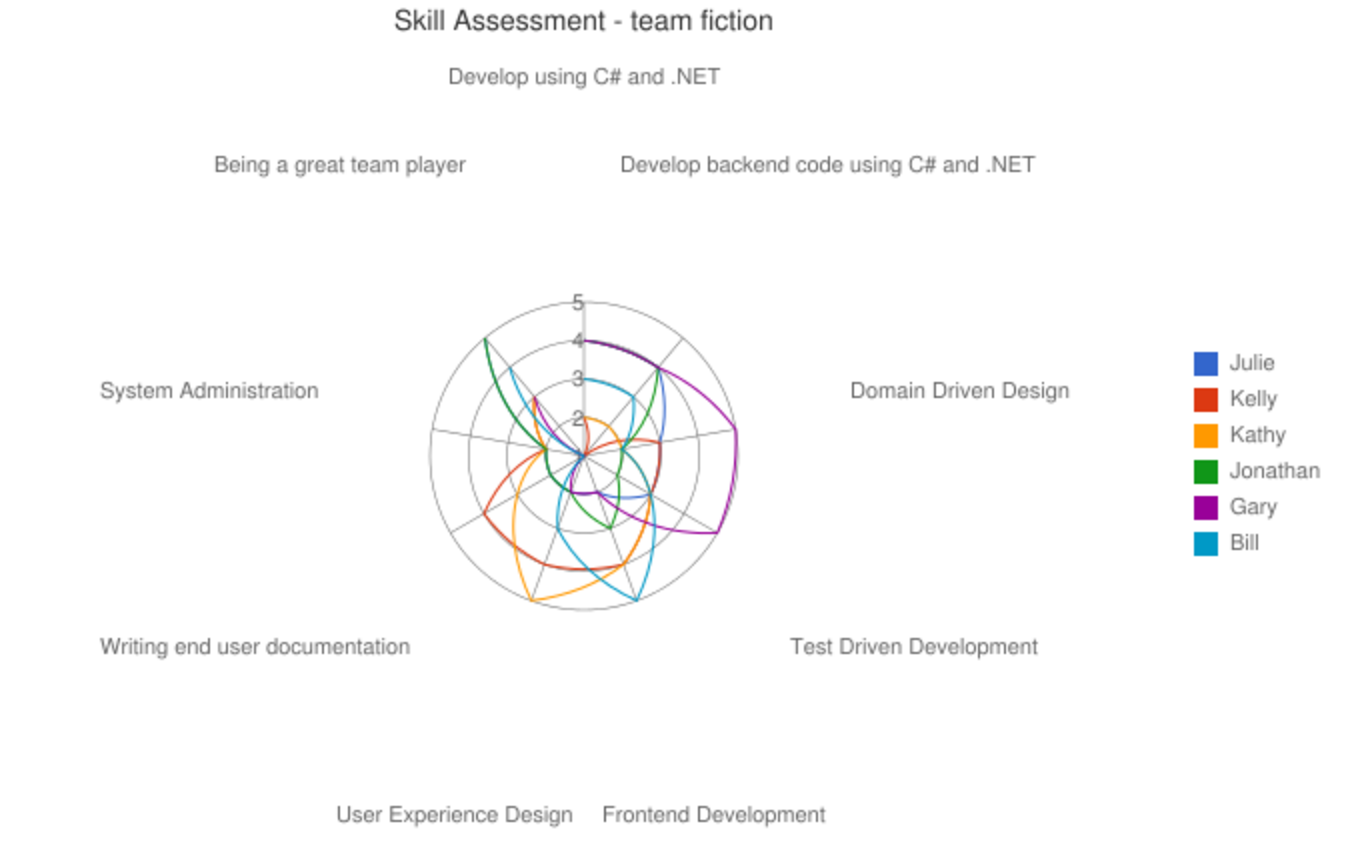 Skill Assessment - team fiction
Develop using C# and .NET
Being a great team player
Develop backend code using C# and .NET
5
4
3
2
System Administration
Domain Driven Design
Julie
Kelly
Kathy
Jonathan
Gary
Bill
Writing end user documentation
Test Driven Development
User Experience Design
Frontend Development